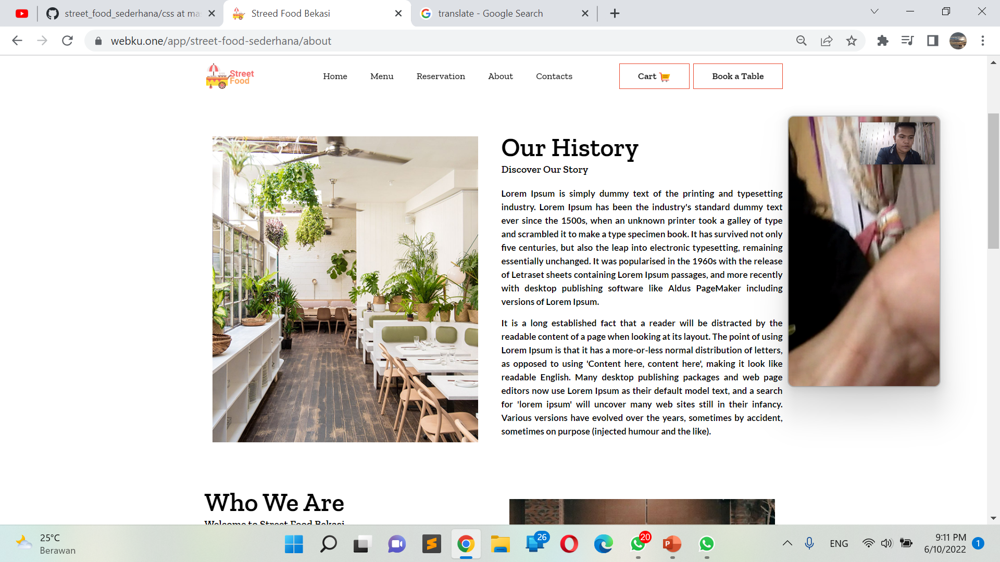 street_food_sederhana/css at ma
Streed Food Bekasi
translate - Google Search
webku.one/app/street-food-sederhana/about
Street
Food
Home
Menu
Reservation
About
Contacts
Cart
Book a Table
Our History
Discover Our Story
Lorem Ipsum is simply dummy text of the printing and typesetting
industry. Lorem Ipsum has been the industry's standard dummy text
ever since the 1500s, when an unknown printer took a galley of type
and scrambled it to make a type specimen book. It has survived not only
five centuries, but also the leap into electronic typesetting, remaining
essentially unchanged. It was popularised in the 1960s with the release
of Letraset sheets containing Lorem Ipsum passages, and more recently
with desktop publishing software like Aldus PageMaker including
versions of Lorem Ipsum.
It is a long established fact that a reader will be distracted by the
readable content of a page when looking at its layout. The point of using
Lorem Ipsum is that it has a more-or-less normal distribution of letters,
as opposed to using 'Content here, content here', making it look like
readable English. Many desktop publishing packages and web page
editors now use Lorem Ipsum as their default model text, and a search
for 'lorem ipsum' will uncover many web sites still in their infancy.
Various versions have evolved over the years, sometimes by accident,
sometimes on purpose (injected humour and the like).
Who We Are
Welcome to Street Food Bekasi
25°C
Berawan
26
20
P
ENG
9:11 PM
6/10/2022
1